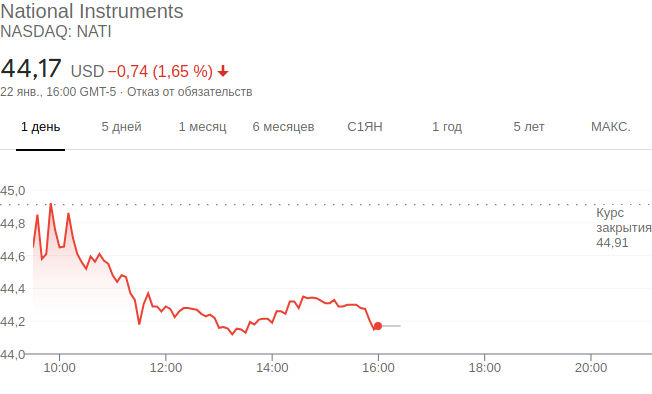 National Instruments
NASDAQ: NATI
44,17 USD −0,74 (1,65 %)
22 янв., 16:00 GMT-5 · Отказ от обязательств
1 день 5 дней 1 месяц 6 месяцев С1ЯН 1 год 5 лет МАКС.
45,0
Курс
закрытия
44,91
44,8
44,6
44,4
44,2
44,0
10:00 12:00 14:00 16:00 18:00 20:00